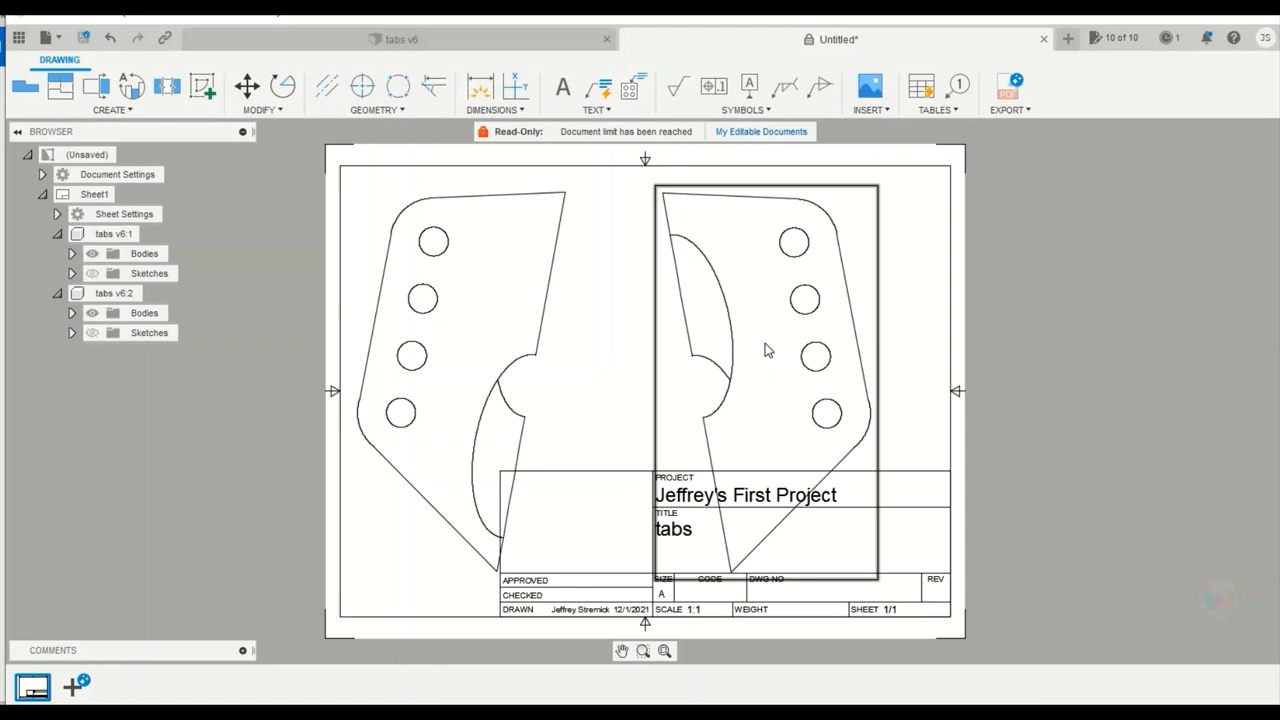 tabs v6
Untitled*
10 of 10
1
JS
DRAWING
CREATE
MODIFY
GEOMETRY
DIMENSIONS
TEXT
SYMBOLS
INSERT
TABLES
EXPORT
BROWSER
Read-Only: Document limit has been reached My Editable Documents
(Unsaved)
Document Settings
Sheet1
Sheet Settings
tabs v6:1
Bodies
Sketches
tabs v6:2
Bodies
Sketches
PROJECT
Jeffrey's First Project
TITLE
tabs
APPROVED
SIZE CODE DWG NO REV
CHECKED
A
DRAWN Jeffrey Stremick 12/1/2021 SCALE 1:1 WEIGHT SHEET 1/1
COMMENTS